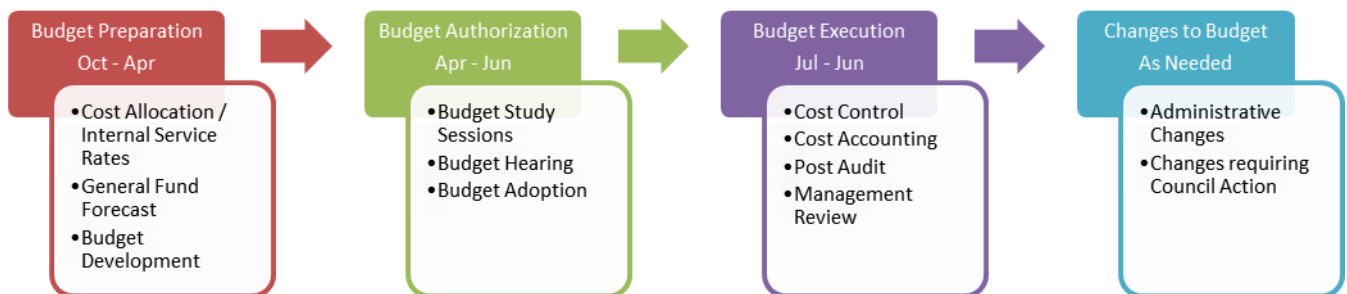 Budget Preparation
Oct - Apr
•Cost Allocation /
Internal Service
Rates
•General Fund
Forecast
•Budget
Development
Budget Authorization
Apr - Jun
•Budget Study
Sessions
•Budget Hearing
•Budget Adoption
Budget Execution
Jul - Jun
•Cost Control
•Cost Accounting
•Post Audit
•Management
Review
Changes to Budget
As Needed
•Administrative
Changes
•Changes requiring
Council Action